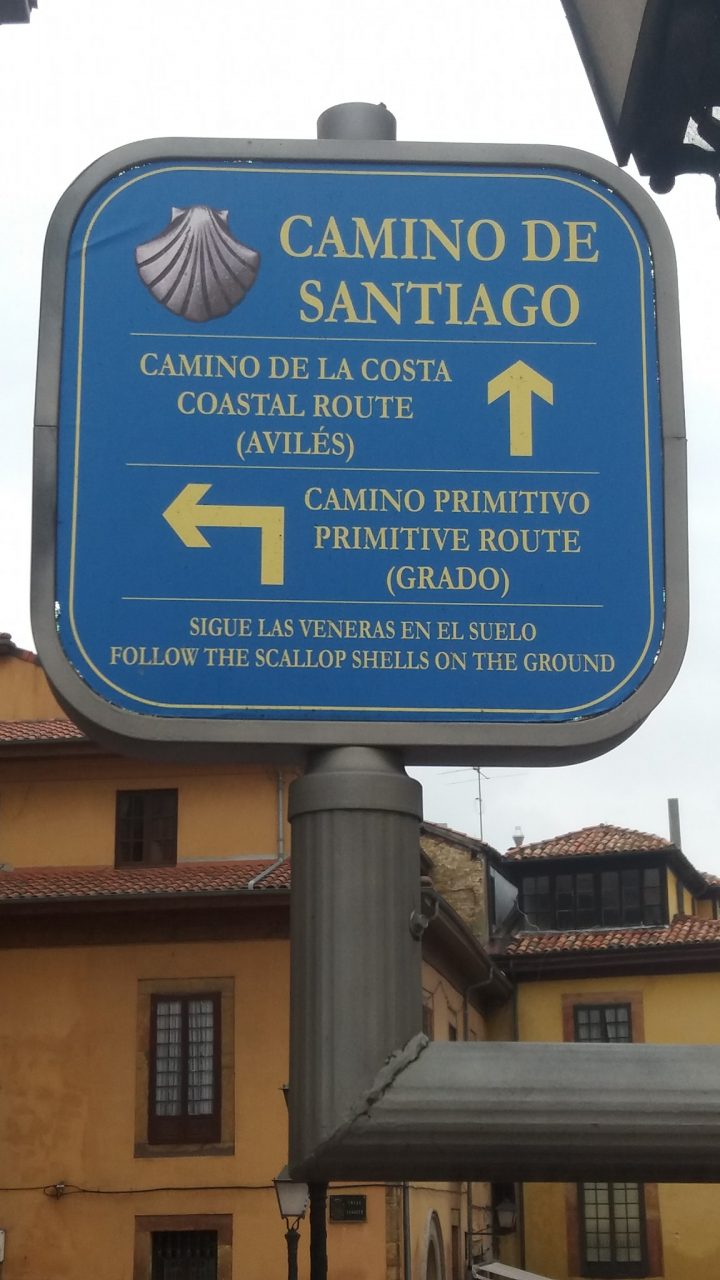 CAMINO DE
SANTIAGO
CAMINO DE LA COSTA
COASTAL ROUTE
(AVILÉS)
CAMINO PRIMITIVO
PRIMITIVE ROUTE
(GRADO)
SIGUE LAS VENERAS EN EL SUELO
FOLLOW THE SCALLOP SHELLS ON THE GROUND